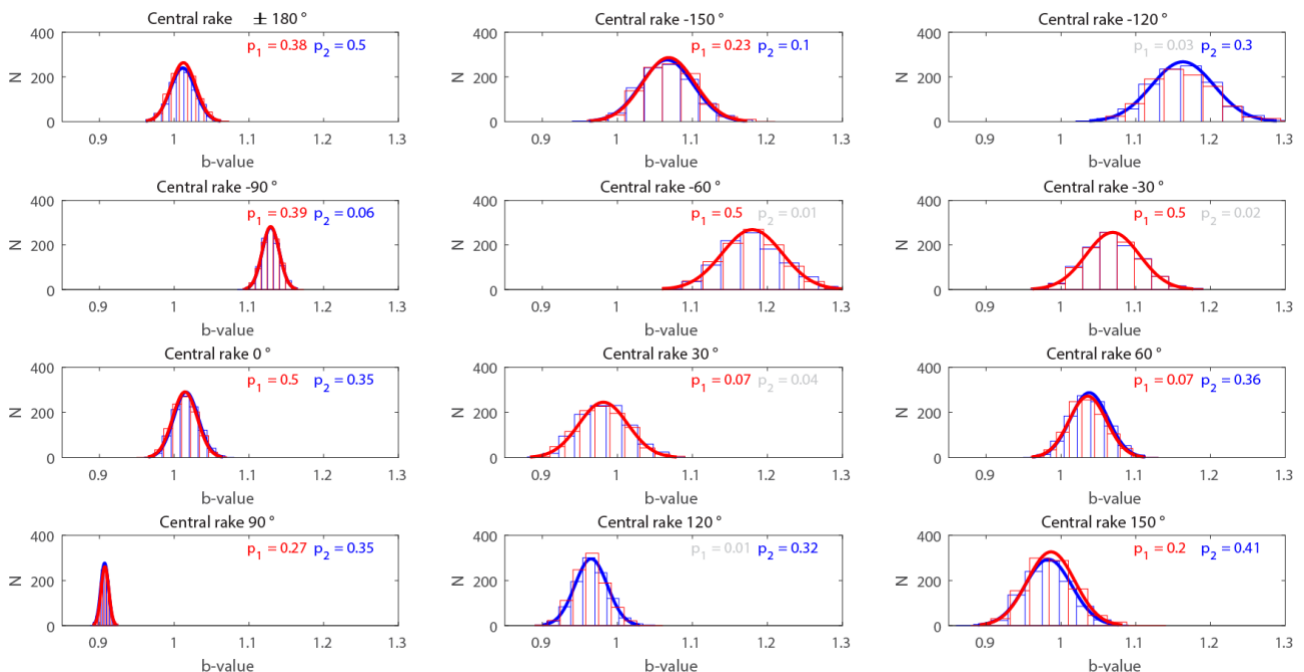 Central rake ± 180 °
p1 = 0.38 p2 = 0.5
400
200
0
N
0.9 1 1.1 1.2 1.3
b-value
Central rake -150 °
p1 = 0.23 p2 = 0.1
400
200
0
N
0.9 1 1.1 1.2 1.3
b-value
Central rake -120 °
p1 = 0.03 p2 = 0.3
400
200
0
N
0.9 1 1.1 1.2 1.3
b-value
Central rake -90 °
p1 = 0.39 p2 = 0.06
400
200
0
N
0.9 1 1.1 1.2 1.3
b-value
Central rake -60 °
p1 = 0.5 p2 = 0.01
400
200
0
N
0.9 1 1.1 1.2 1.3
b-value
Central rake -30 °
p1 = 0.5 p2 = 0.02
400
200
0
N
0.9 1 1.1 1.2 1.3
b-value
Central rake 0 °
p1 = 0.5 p2 = 0.35
400
200
0
N
0.9 1 1.1 1.2 1.3
b-value
Central rake 30 °
p1 = 0.07 p2 = 0.04
400
200
0
N
0.9 1 1.1 1.2 1.3
b-value
Central rake 60 °
p1 = 0.07 p2 = 0.36
400
200
0
N
0.9 1 1.1 1.2 1.3
b-value
Central rake 90 °
p1 = 0.27 p2 = 0.35
400
200
0
N
0.9 1 1.1 1.2 1.3
b-value
Central rake 120 °
p1 = 0.01 p2 = 0.32
400
200
0
N
0.9 1 1.1 1.2 1.3
b-value
Central rake 150 °
p1 = 0.2 p2 = 0.41
400
200
0
N
0.9 1 1.1 1.2 1.3
b-value